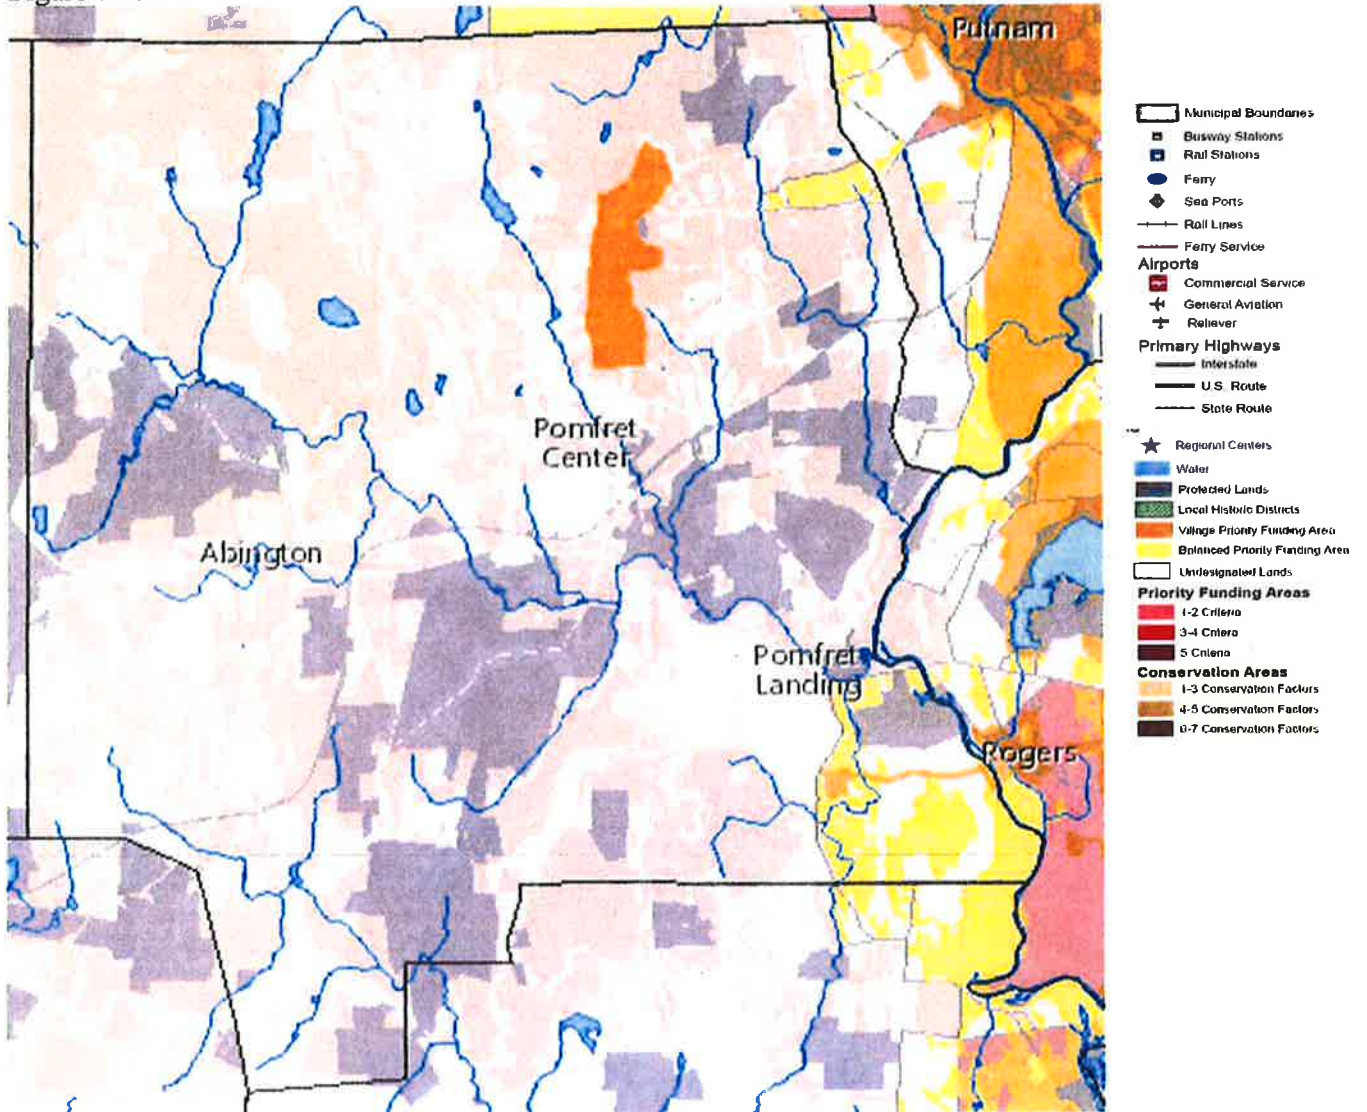 Putnam
Pomfret
Center
Abington
Pomfret
Landing
Rogers
Municipal Boundaries
Busway Stations
Rail Stations
Ferry
Sea Ports
Rail Lines
Ferry Service
Airports
Commercial Service
General Aviation
Reliever
Primary Highways
Interstate
U.S. Route
State Route
Regional Centers
Water
Protected Lands
Local Historic Districts
Village Priority Funding Area
Balanced Priority Funding Area
Undesignated Lands
Priority Funding Areas
1-2 Criteria
3-4 Criteria
5 Criteria
Conservation Areas
1-3 Conservation Factors
4-5 Conservation Factors
6-7 Conservation Factors